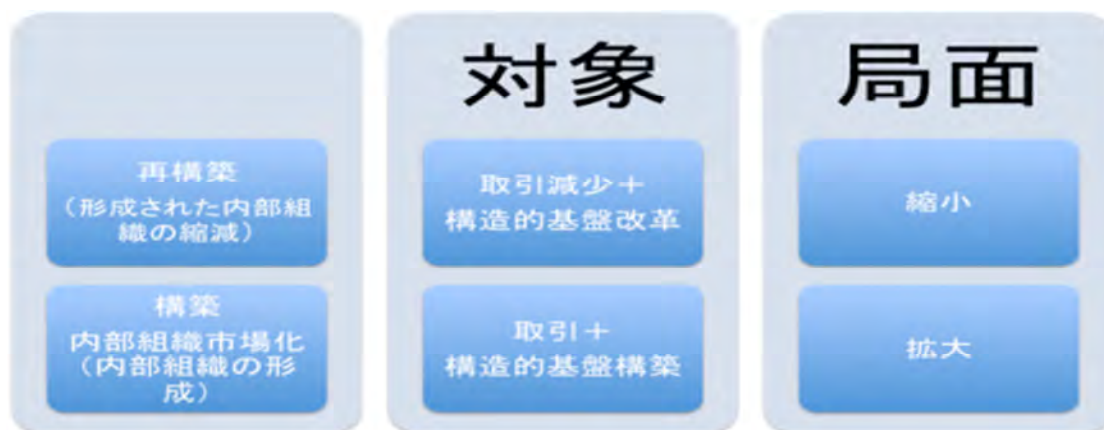 再構築
（形成された内部組
織の縮減）
構築
内部組織市場化
（内部組織の形
成）
対象
取引減少＋
構造的基盤改革
取引＋
構造的基盤構築
局面
縮小
拡大